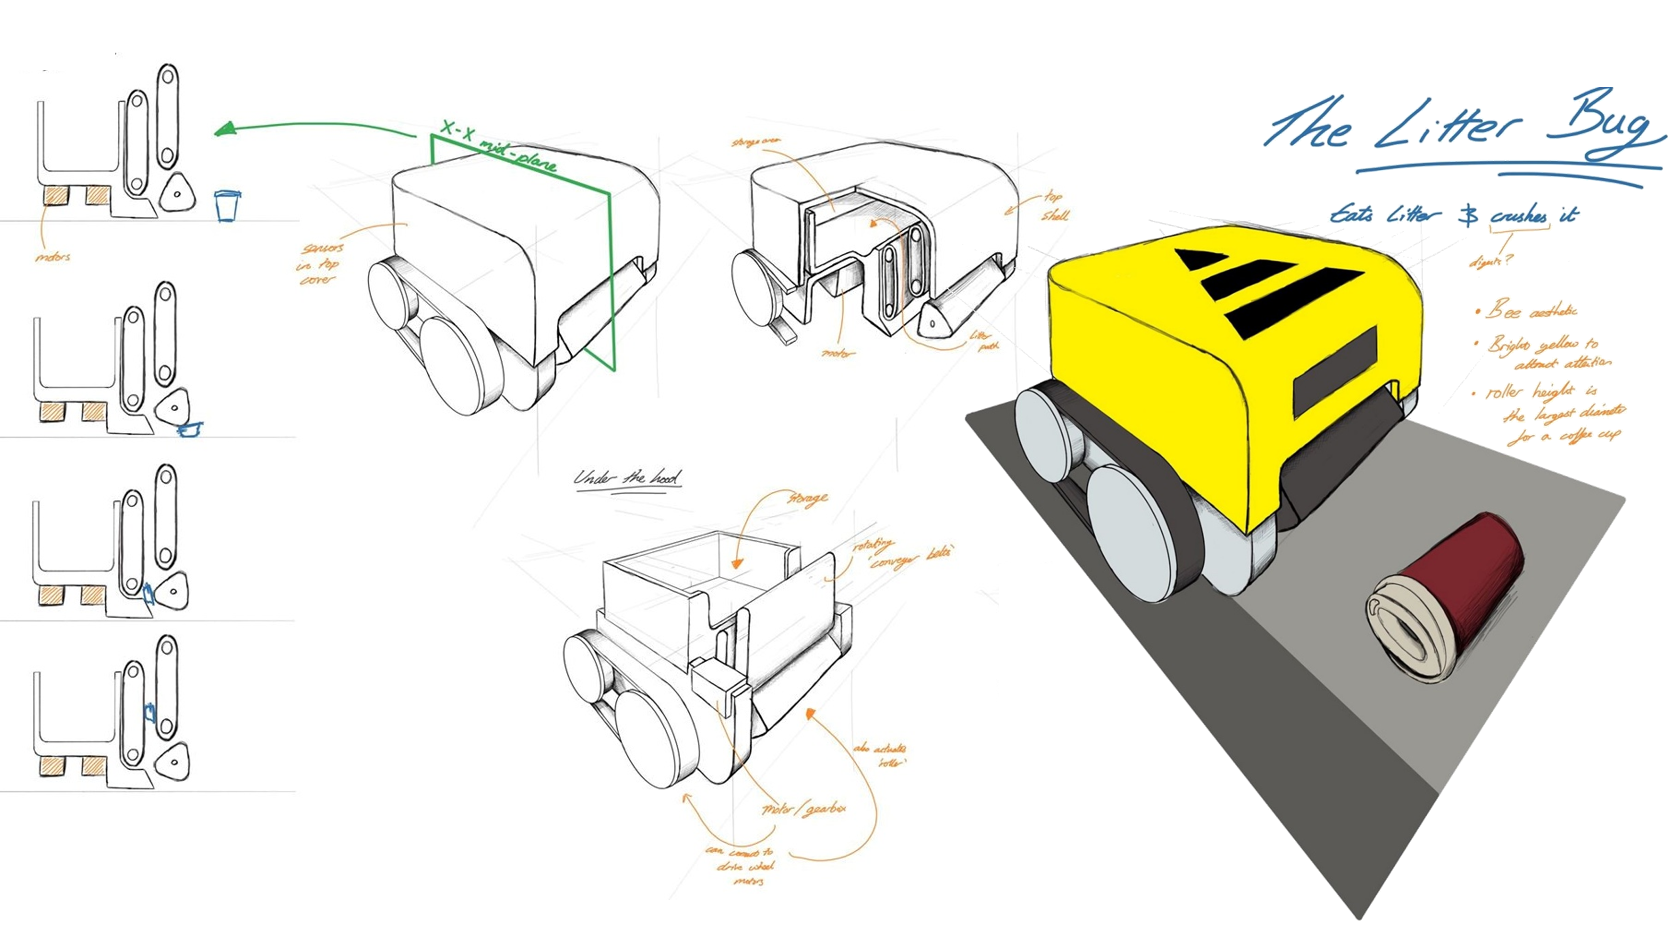 The Litter Bug
Eats Litter & crushes it
digests?
• Bee aesthetic
• Bright yellow to
attract attention
• roller height is
the largest diameter
for a coffee cup
X-X mid-plane
motors
sensors
in top
cover
storage area
top
shell
motor
litter
path
Under the hood
storage
rotating
'conveyor belts'
also actuates
'roller'
motor/gearbox
can connect to
drive wheel
motors